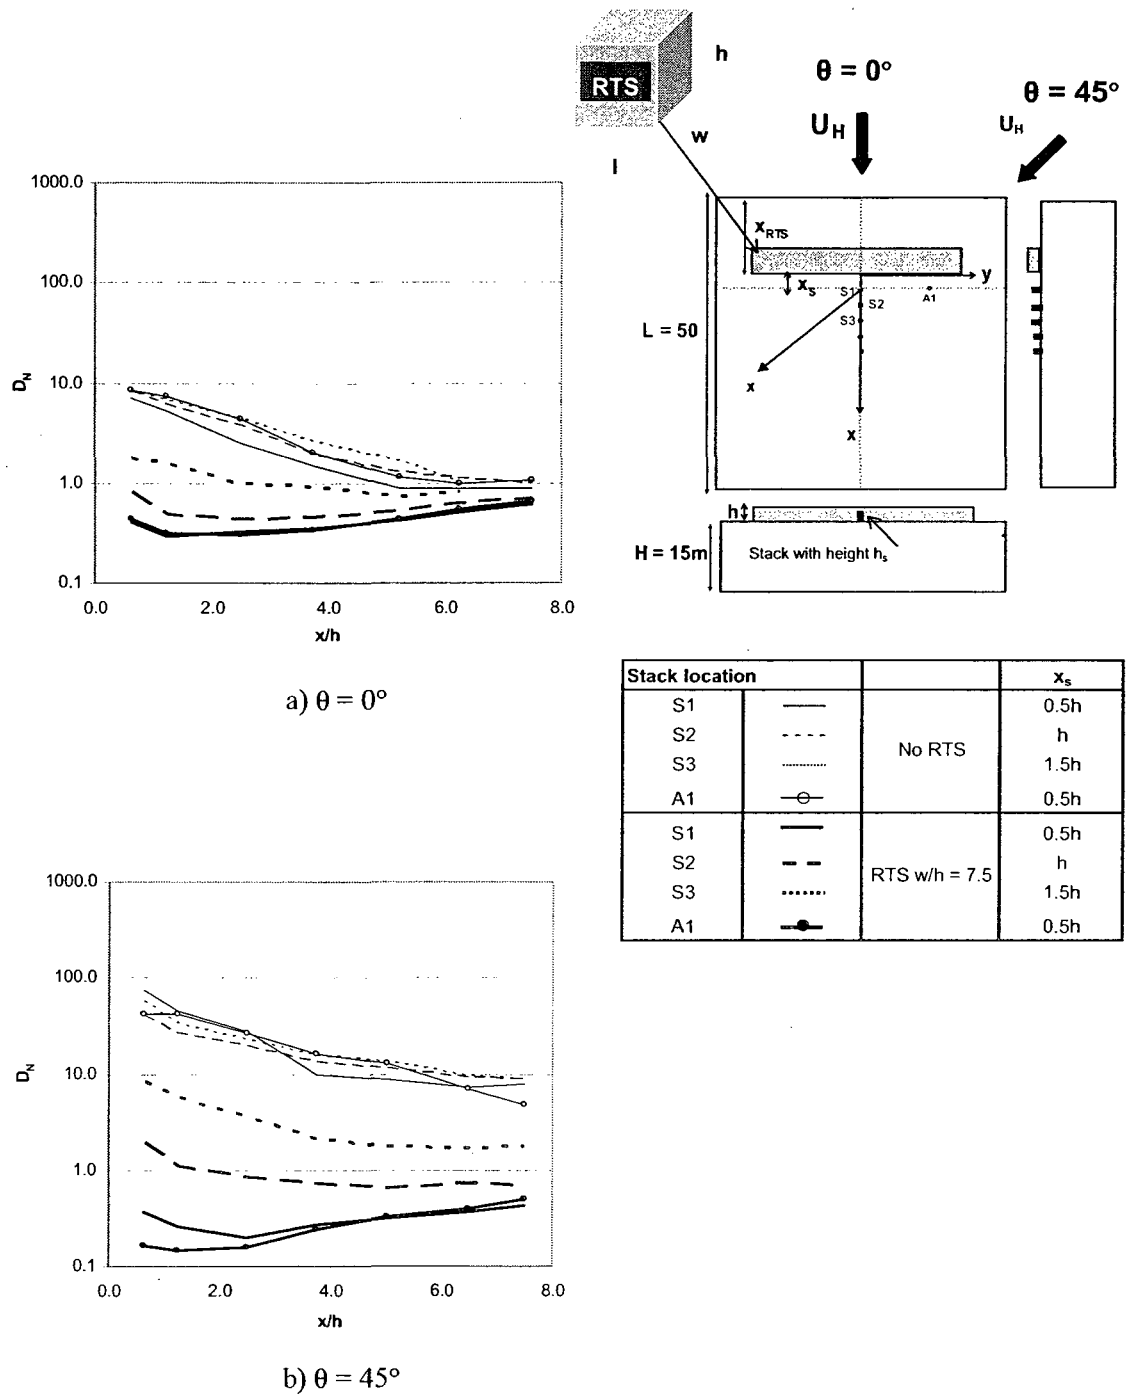 RTS
h
w
l
θ = 0°
U_H
θ = 45°
U_H
1000.0
100.0
10.0
1.0
0.1
D_N
0.0 2.0 4.0 6.0 8.0
x/h
a) θ = 0°
x_RTS
x_s
y
S1
S2
S3
A1
L = 50
x
x
h
H = 15m
Stack with height h_s
Stack location x_s
S1 No RTS 0.5h
S2 h
S3 1.5h
A1 0.5h
S1 RTS w/h = 7.5 0.5h
S2 h
S3 1.5h
A1 0.5h
1000.0
100.0
10.0
1.0
0.1
D_N
0.0 2.0 4.0 6.0 8.0
x/h
b) θ = 45°